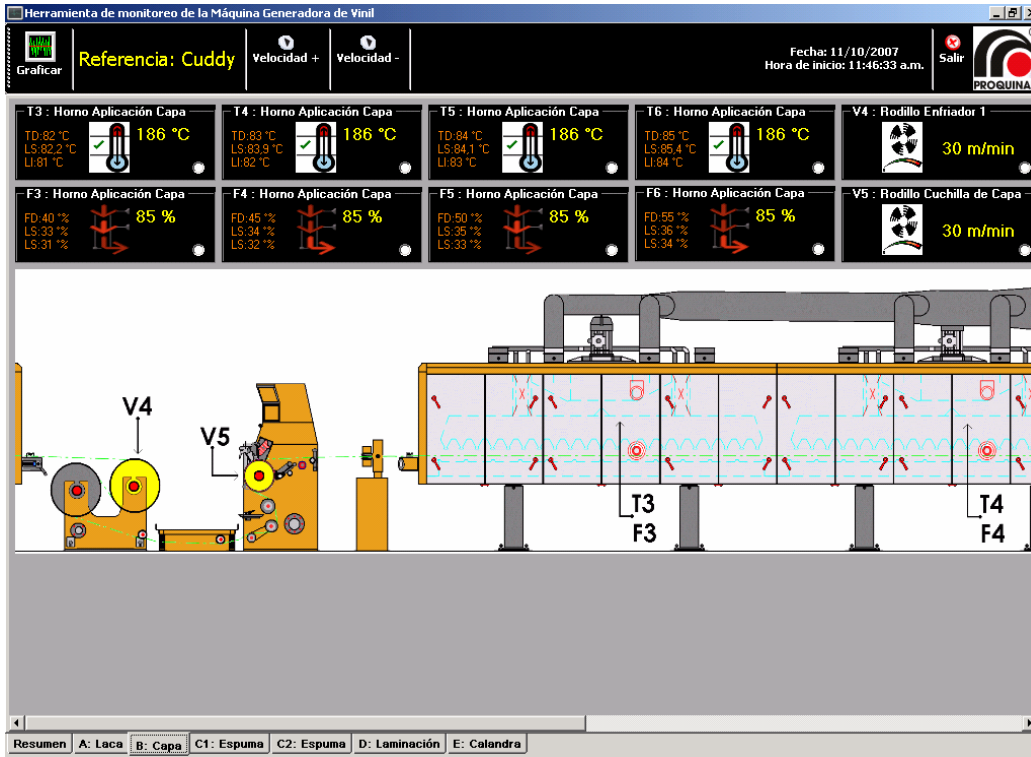 Herramienta de monitoreo de la Máquina Generadora de Vinil
Graficar
Referencia: Cuddy
Velocidad +
Velocidad -
Fecha: 11/10/2007
Hora de inicio: 11:46:33 a.m.
Salir
PROQUINAL
T3 : Horno Aplicación Capa
TD:82 °C
LS:82,2 °C
LI:81 °C
186 °C
T4 : Horno Aplicación Capa
TD:83 °C
LS:83,9 °C
LI:82 °C
186 °C
T5 : Horno Aplicación Capa
TD:84 °C
LS:84,1 °C
LI:83 °C
186 °C
T6 : Horno Aplicación Capa
TD:85 °C
LS:85,4 °C
LI:84 °C
186 °C
V4 : Rodillo Enfriador 1
30 m/min
F3 : Horno Aplicación Capa
FD:40 °%
LS:33 °%
LS:31 °%
85 %
F4 : Horno Aplicación Capa
FD:45 °%
LS:34 °%
LS:32 °%
85 %
F5 : Horno Aplicación Capa
FD:50 °%
LS:35 °%
LS:33 °%
85 %
F6 : Horno Aplicación Capa
FD:55 °%
LS:36 °%
LS:34 °%
85 %
V5 : Rodillo Cuchilla de Capa
30 m/min
V4
V5
T3
F3
T4
F4
Resumen
A: Laca
B: Capa
C1: Espuma
C2: Espuma
D: Laminación
E: Calandra